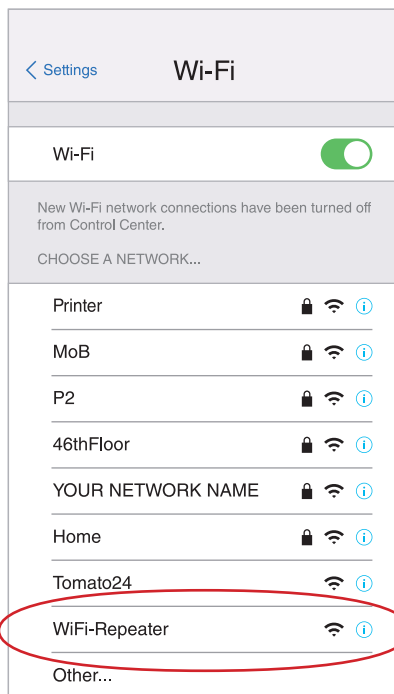 Settings Wi-Fi
Wi-Fi
New Wi-Fi network connections have been turned off
from Control Center.
CHOOSE A NETWORK...
Printer
MoB
P2
46thFloor
YOUR NETWORK NAME
Home
Tomato24
WiFi-Repeater
Other...